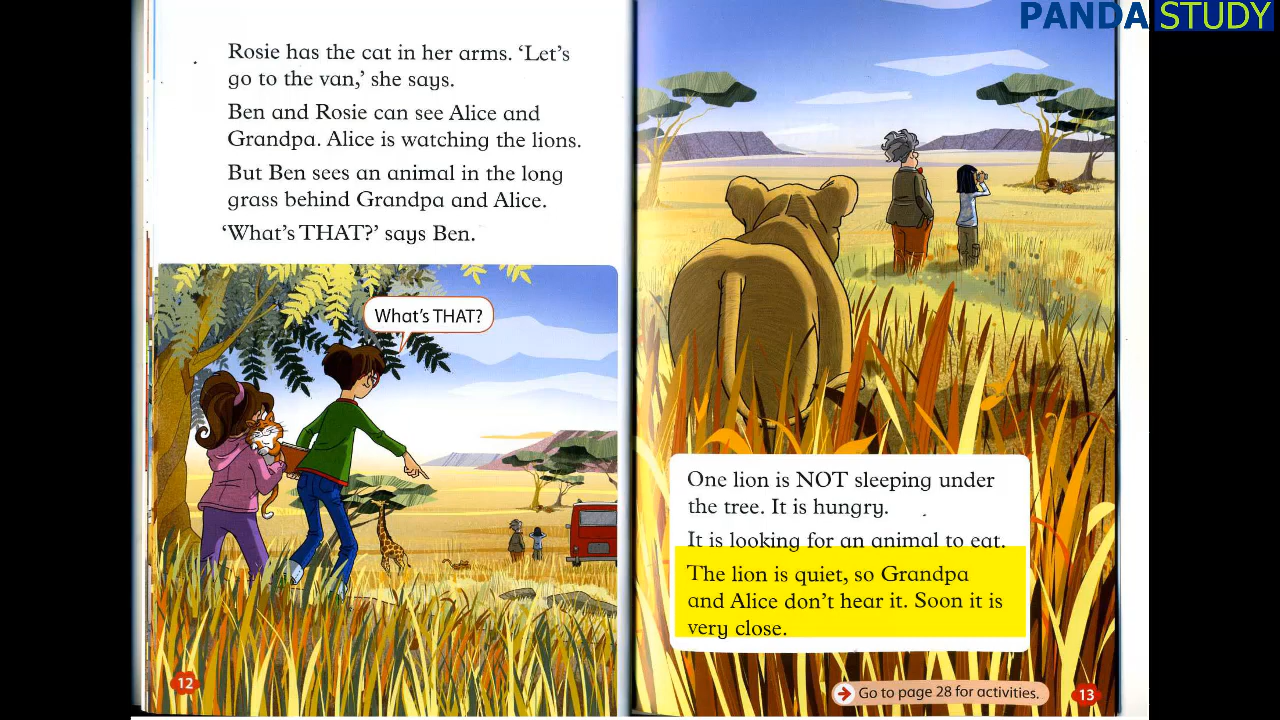 PANDA STUDY
Rosie has the cat in her arms. ‘Let’s
go to the van,’ she says.
Ben and Rosie can see Alice and
Grandpa. Alice is watching the lions.
But Ben sees an animal in the long
grass behind Grandpa and Alice.
‘What’s THAT?’ says Ben.
What’s THAT?
12
One lion is NOT sleeping under
the tree. It is hungry.
It is looking for an animal to eat.
The lion is quiet, so Grandpa
and Alice don’t hear it. Soon it is
very close.
Go to page 28 for activities.
13